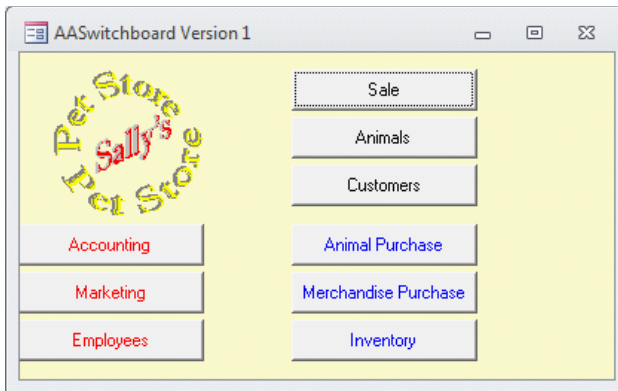 AASwitchboard Version 1
Pet Store
Sally's
Pet Store
Sale
Animals
Customers
Accounting
Animal Purchase
Marketing
Merchandise Purchase
Employees
Inventory